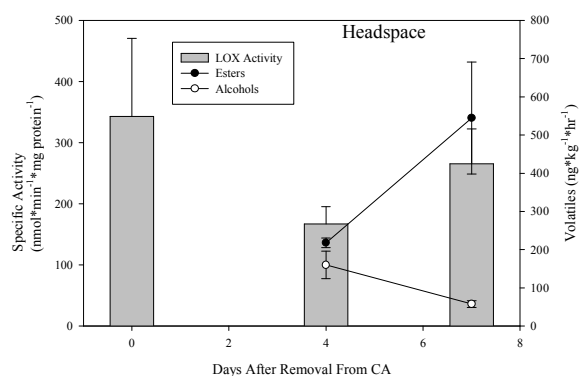 Headspace
LOX Activity
Esters
Alcohols
500
400
300
200
100
0
Specific Activity
(nmol*min⁻¹*mg protein⁻¹)
800
700
600
500
400
300
200
100
0
Volatiles (ng*kg⁻¹*hr⁻¹)
0 2 4 6 8
Days After Removal From CA